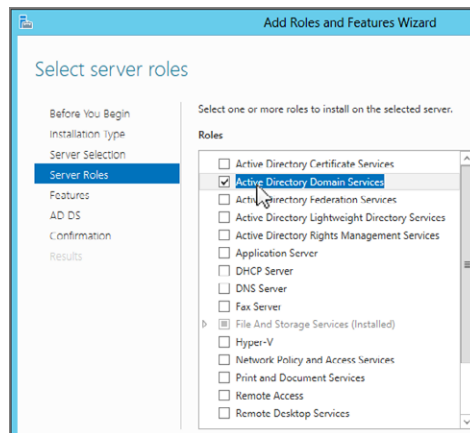 Add Roles and Features Wizard
Select server roles
Before You Begin
Installation Type
Server Selection
Server Roles
Features
AD DS
Confirmation
Results
Select one or more roles to install on the selected server.
Roles
Active Directory Certificate Services
Active Directory Domain Services
Active Directory Federation Services
Active Directory Lightweight Directory Services
Active Directory Rights Management Services
Application Server
DHCP Server
DNS Server
Fax Server
File And Storage Services (Installed)
Hyper-V
Network Policy and Access Services
Print and Document Services
Remote Access
Remote Desktop Services